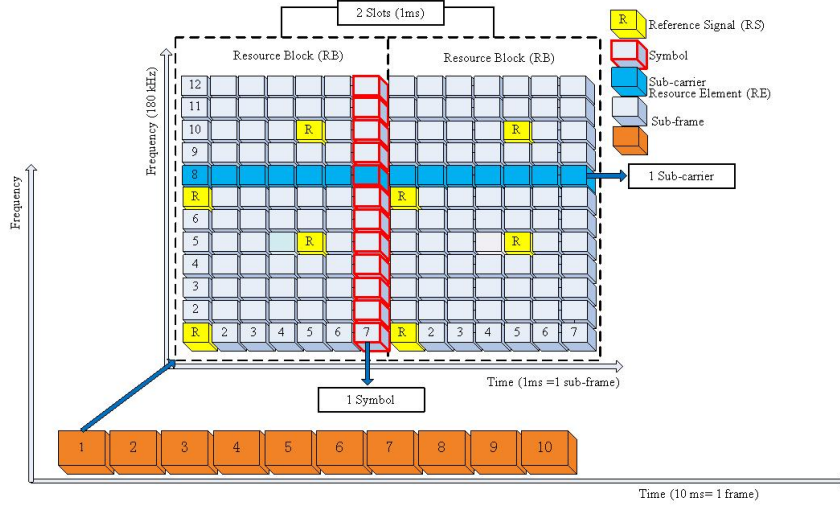 2 Slots (1ms)
R Reference Signal (RS)
Symbol
Sub-carrier
Resource Element (RE)
Sub-frame
Resource Block (RB) Resource Block (RB)
Frequency (180 kHz)
12
11
10 R R
9
8
1 Sub-carrier
R R
6
5 R R
4
3
2
R 2 3 4 5 6 7 R 2 3 4 5 6 7
Time (1ms =1 sub-frame)
1 Symbol
Frequency
1 2 3 4 5 6 7 8 9 10
Time (10 ms= 1 frame)